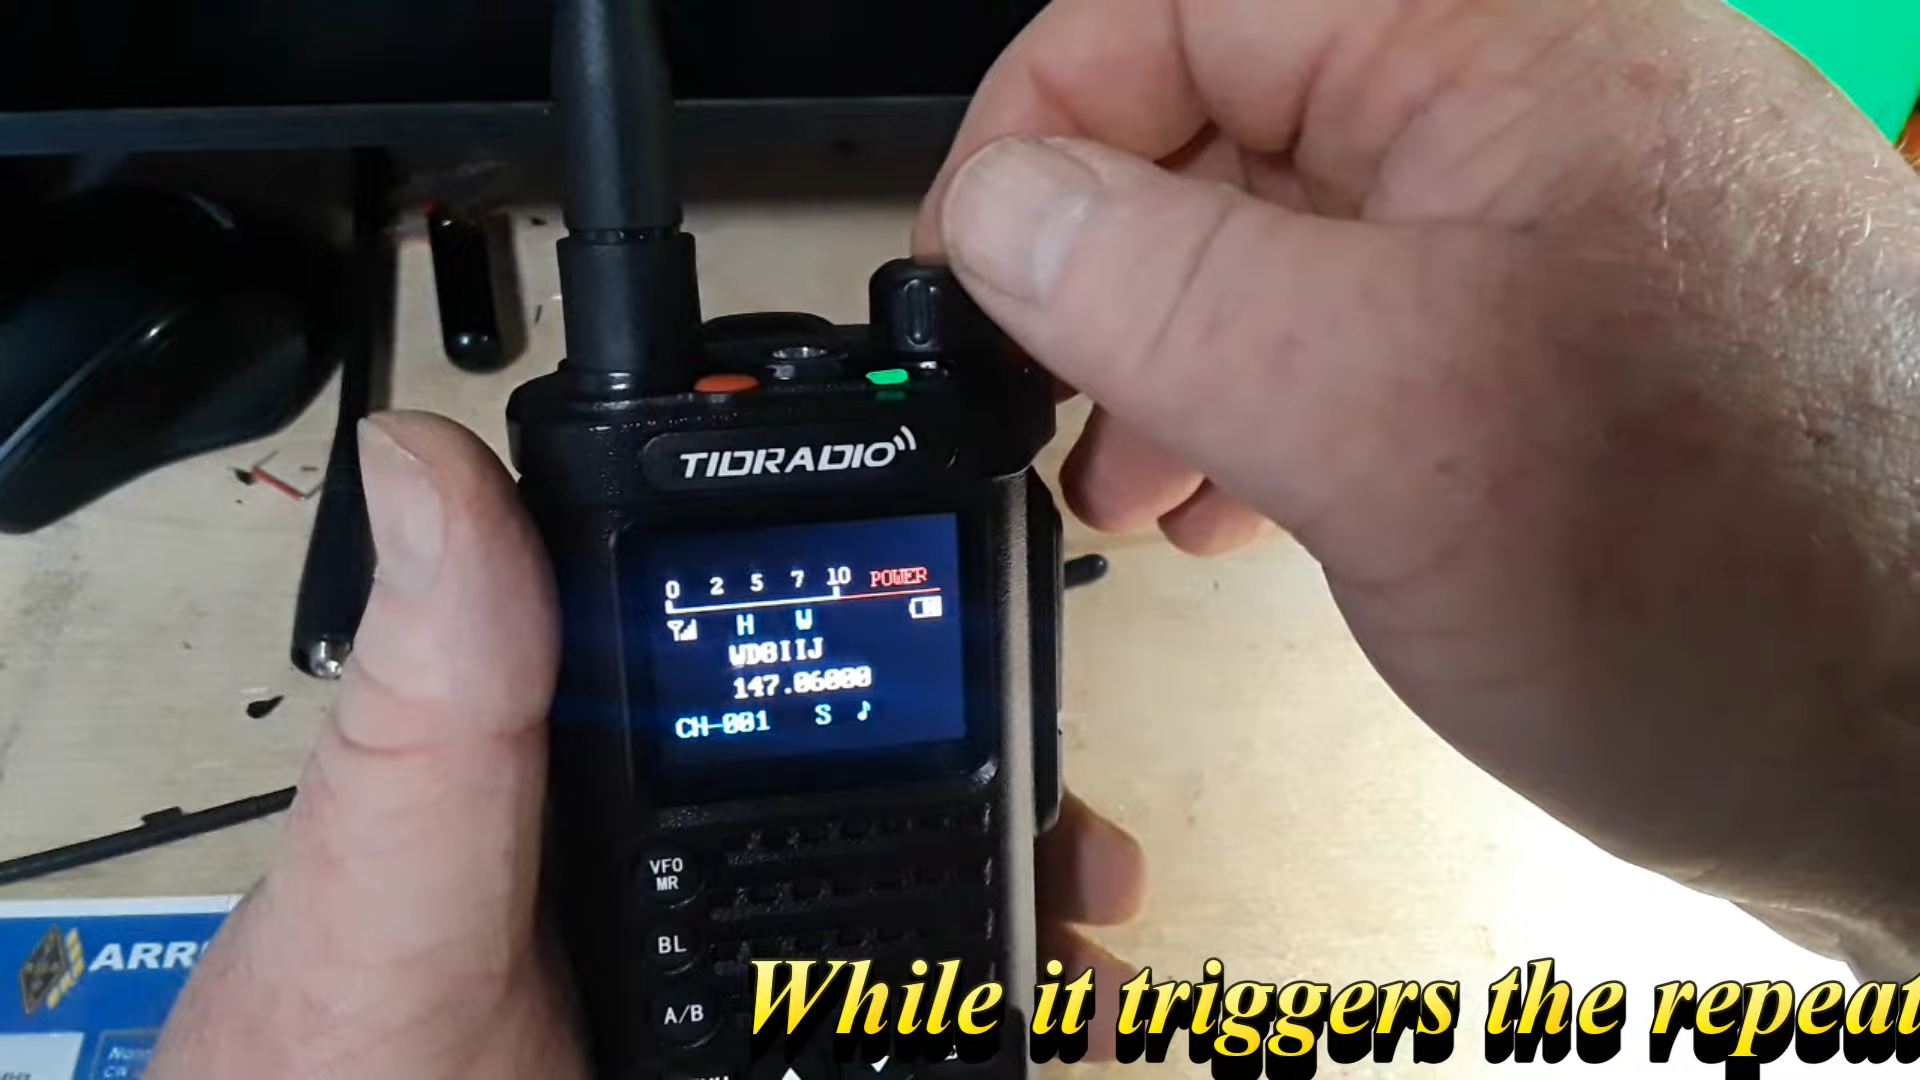 TIDRADIO
0 2 5 7 10 POWER
H W
WD8IIJ
147.06000
CH-001 S
VFO
MR
BL
A/B
ARR
While it triggers the repeat